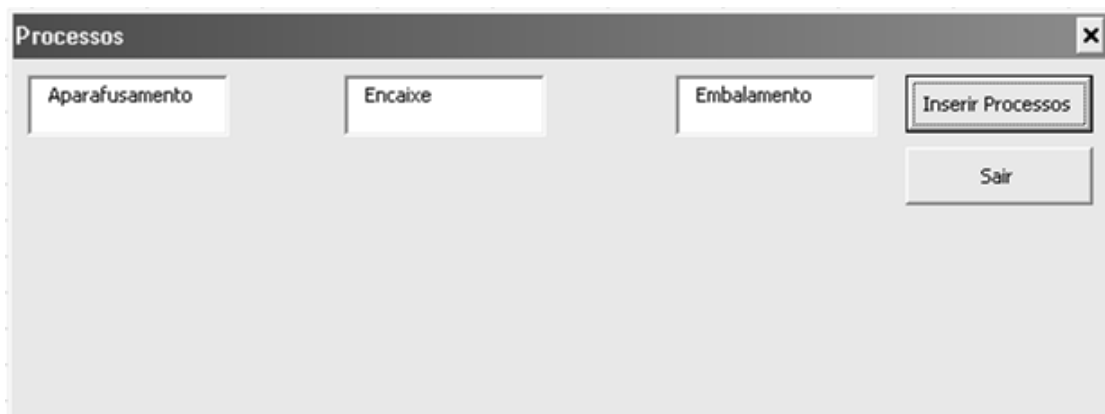 Processos
Aparafusamento
Encaixe
Embalamento
Inserir Processos
Sair